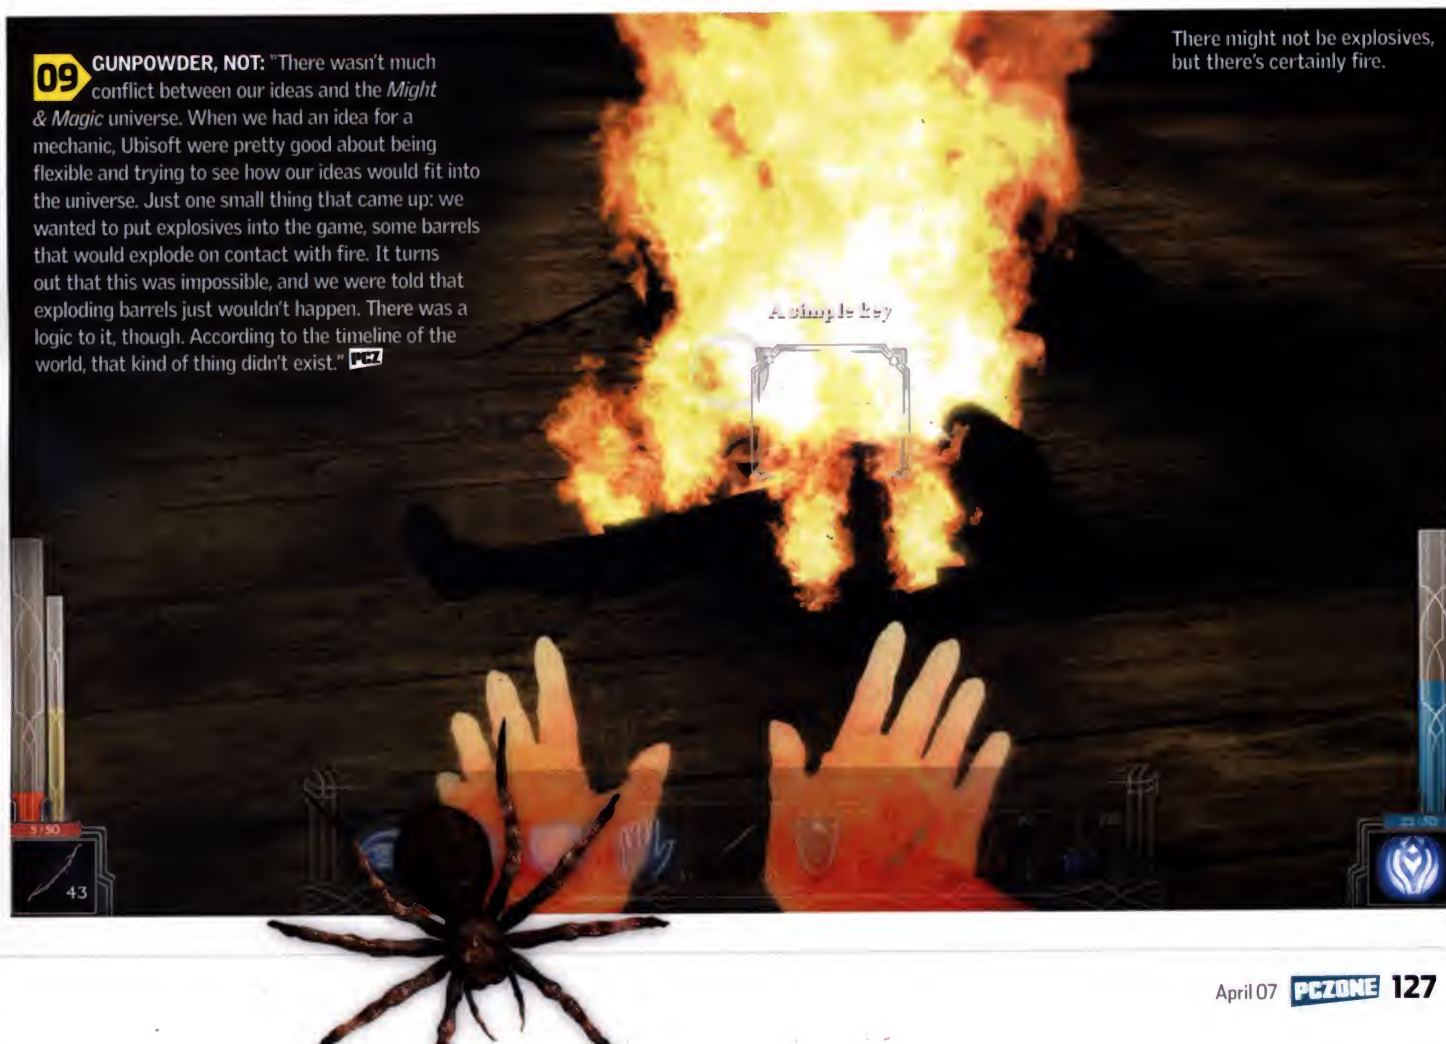 09 GUNPOWDER, NOT: "There wasn't much
conflict between our ideas and the Might
& Magic universe. When we had an idea for a
mechanic, Ubisoft were pretty good about being
flexible and trying to see how our ideas would fit into
the universe. Just one small thing that came up: we
wanted to put explosives into the game, some barrels
that would explode on contact with fire. It turns
out that this was impossible, and we were told that
exploding barrels just wouldn't happen. There was a
logic to it, though. According to the timeline of the
world, that kind of thing didn't exist." PCZ
There might not be explosives,
but there's certainly fire.
A simple key
5/50
43
April 07 PCZONE 127